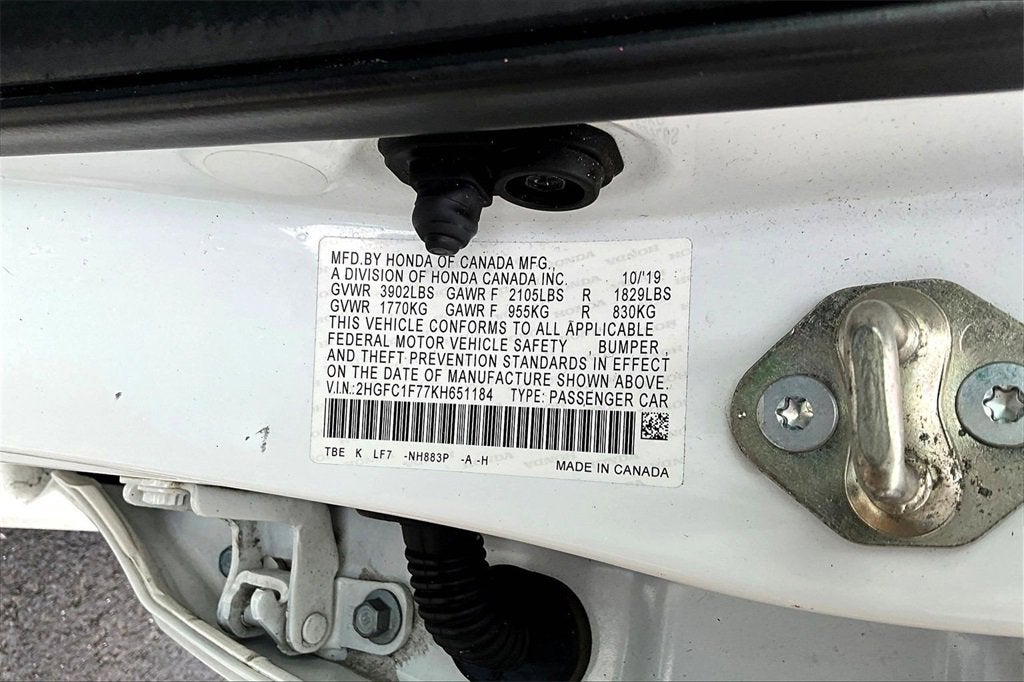 MFD.BY HONDA OF CANADA MFG.,
A DIVISION OF HONDA CANADA INC. 10/'19
GVWR 3902LBS GAWR F 2105LBS R 1829LBS
GVWR 1770KG GAWR F 955KG R 830KG
THIS VEHICLE CONFORMS TO ALL APPLICABLE
FEDERAL MOTOR VEHICLE SAFETY , BUMPER ,
AND THEFT PREVENTION STANDARDS IN EFFECT
ON THE DATE OF MANUFACTURE SHOWN ABOVE.
V.I.N.:2HGFC1F77KH651184 TYPE: PASSENGER CAR
TBE K LF7 -NH883P -A -H MADE IN CANADA